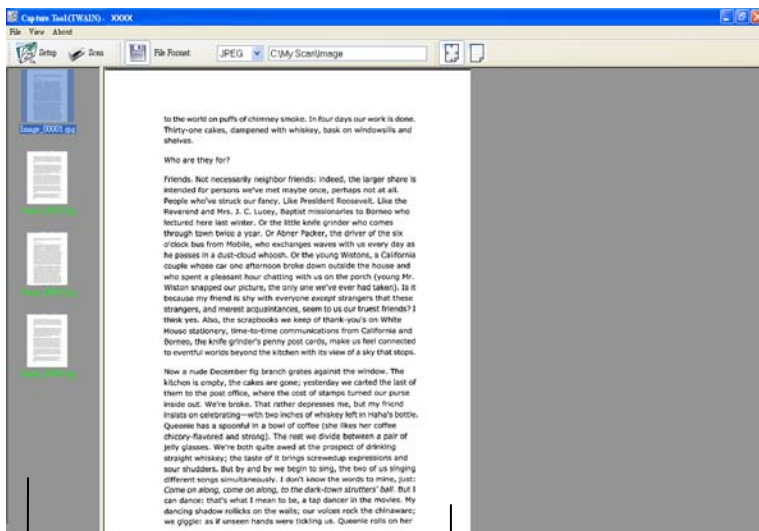 Capture Tool(TWAIN) - XXXX
File View About
Setup Scan File Format JPEG C:\My Scan\Image
Image_00001.jpg
to the world on puffs of chimney smoke. In four days our work is done.
Thirty-one cakes, dampened with whiskey, bask on windowsills and
shelves.
Who are they for?
Friends. Not necessarily neighbor friends: indeed, the larger share is
intended for persons we've met maybe once, perhaps not at all.
People who've struck our fancy. Like President Roosevelt. Like the
Reverend and Mrs. J. C. Lucey, Baptist missionaries to Borneo who
lectured here last winter. Or the little knife grinder who comes
through town twice a year. Or Abner Packer, the driver of the six
o'clock bus from Mobile, who exchanges waves with us every day as
he passes in a dust-cloud whoosh. Or the young Wistons, a California
couple whose car one afternoon broke down outside the house and
who spent a pleasant hour chatting with us on the porch (young Mr.
Wiston snapped our picture, the only one we've ever had taken). Is it
because my friend is shy with everyone except strangers that these
strangers, and merest acquaintances, seem to us our truest friends? I
think yes. Also, the scrapbooks we keep of thank-you's on White
House stationery, time-to-time communications from California and
Borneo, the knife grinder's penny post cards, make us feel connected
to eventful worlds beyond the kitchen with its view of a sky that stops.
Now a nude December fig branch grates against the window. The
kitchen is empty, the cakes are gone; yesterday we carted the last of
them to the post office, where the cost of stamps turned our purse
inside out. We're broke. That rather depresses me, but my friend
insists on celebrating—with two inches of whiskey left in Haha's bottle.
Queenie has a spoonful in a bowl of coffee (she likes her coffee
chicory-flavored and strong). The rest we divide between a pair of
jelly glasses. We're both quite awed at the prospect of drinking
straight whiskey; the taste of it brings screwedup expressions and
sour shudders. But by and by we begin to sing, the two of us singing
different songs simultaneously. I don't know the words to mine, just:
Come on along, come on along, to the dark-town strutters' ball. But I
can dance: that's what I mean to be, a tap dancer in the movies. My
dancing shadow rollicks on the walls; our voices rock the chinaware;
we giggle: as if unseen hands were tickling us. Queenie rolls on her